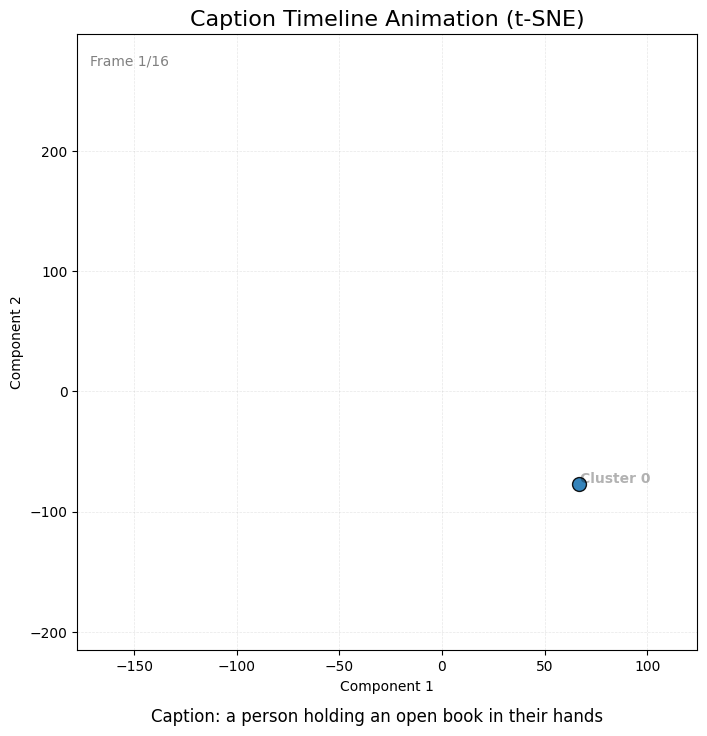 Caption Timeline Animation (t-SNE)
Frame 1/16
200
100
0
−100
−200
Component 2
Cluster 0
−150
−100
−50
0
50
100
Component 1
Caption: a person holding an open book in their hands